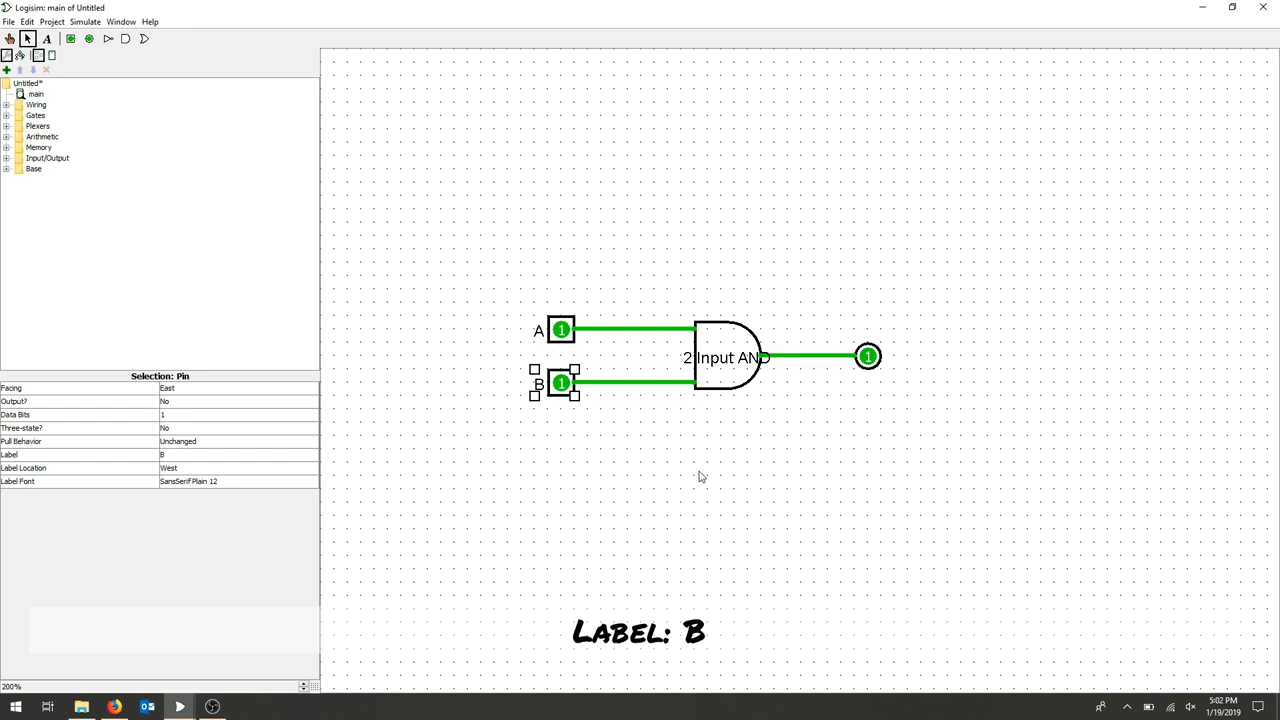 Logisim: main of Untitled
File Edit Project Simulate Window Help
A
Untitled*
main
Wiring
Gates
Plexers
Arithmetic
Memory
Input/Output
Base
Selection: Pin
Facing East
Output? No
Data Bits 1
Three-state? No
Pull Behavior Unchanged
Label B
Label Location West
Label Font SansSerif Plain 12
A 1
2 Input AND 1
B 1
LABEL: B
200%
5:02 PM
1/19/2019